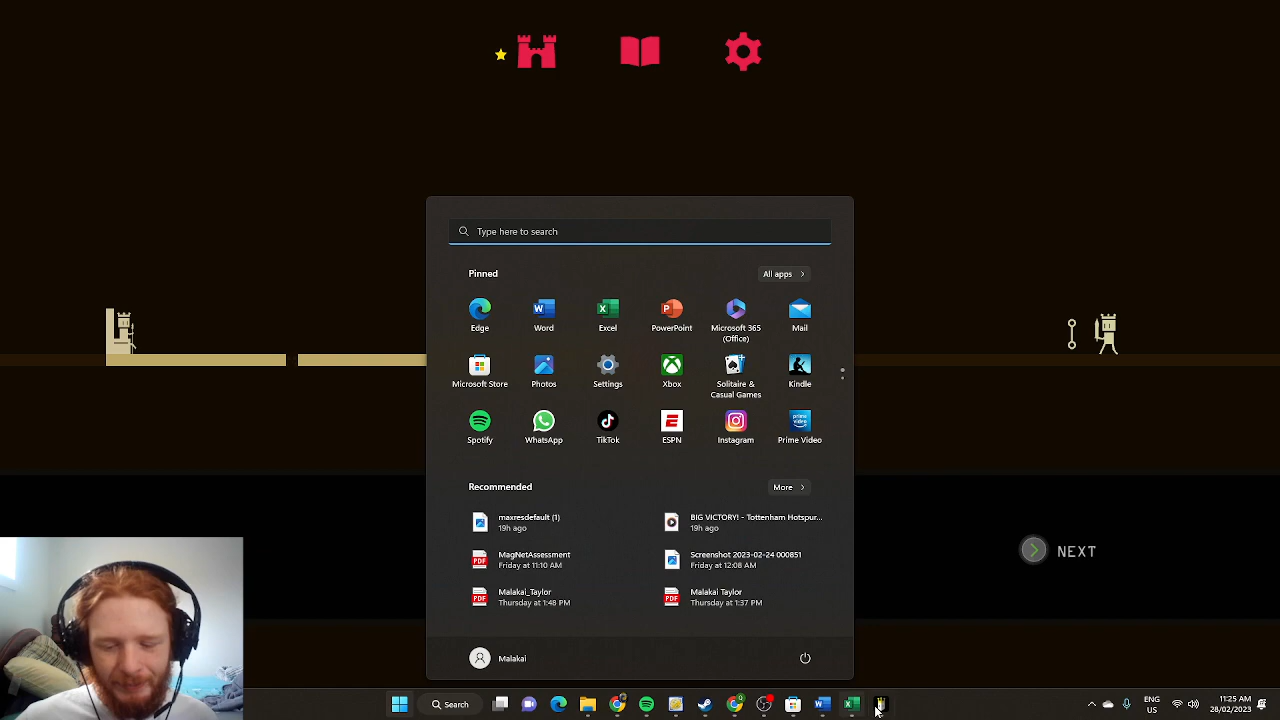 Type here to search
Pinned
All apps
Edge
Word
Excel
PowerPoint
Microsoft 365
(Office)
Mail
Microsoft Store
Photos
Settings
Xbox
Solitaire &
Casual Games
Kindle
Spotify
WhatsApp
TikTok
ESPN
Instagram
Prime Video
Recommended
More
maxresdefault (1)
19h ago
BIG VICTORY! - Tottenham Hotspur...
19h ago
MagNetAssessment
Friday at 11:10 AM
Screenshot 2023-02-24 000851
Friday at 12:08 AM
Malakai_Taylor
Thursday at 1:48 PM
Malakai Taylor
Thursday at 1:37 PM
NEXT
Malakai
Search
ENG
US
11:25 AM
28/02/2023